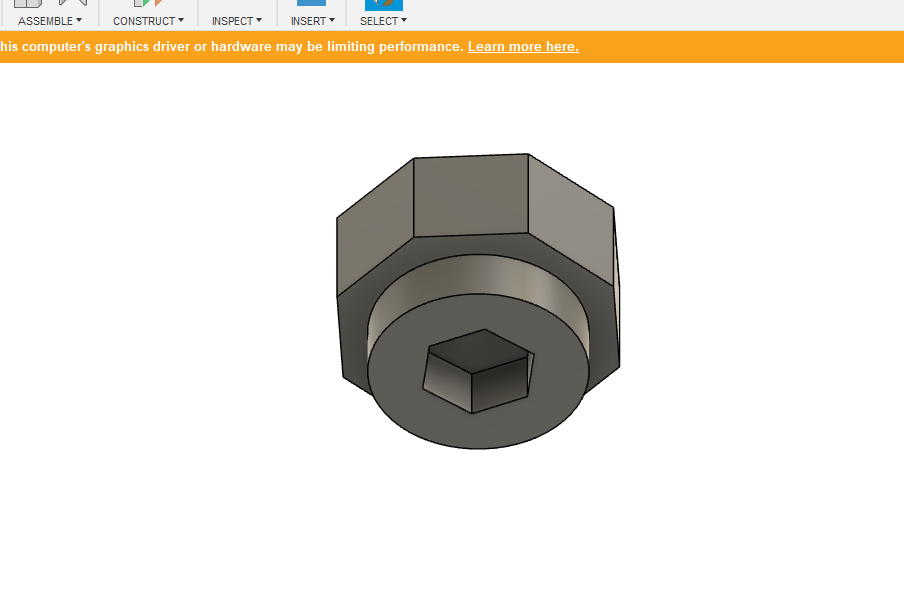 ASSEMBLE CONSTRUCT INSPECT INSERT SELECT
his computer's graphics driver or hardware may be limiting performance. Learn more here.